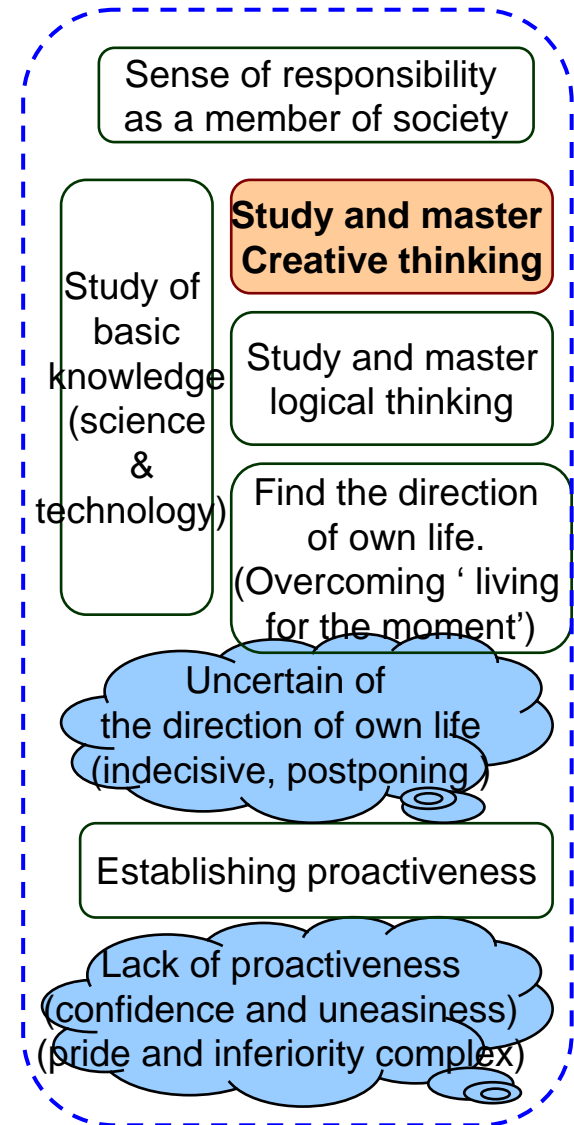 Sense of responsibility
as a member of society
Study and master
Creative thinking
Study of
basic
knowledge
(science
&
technology)
Study and master
logical thinking
Find the direction
of own life.
(Overcoming ‘ living
for the moment’)
Uncertain of
the direction of own life
(indecisive, postponing )
Establishing proactiveness
Lack of proactiveness
(confidence and uneasiness)
(pride and inferiority complex)